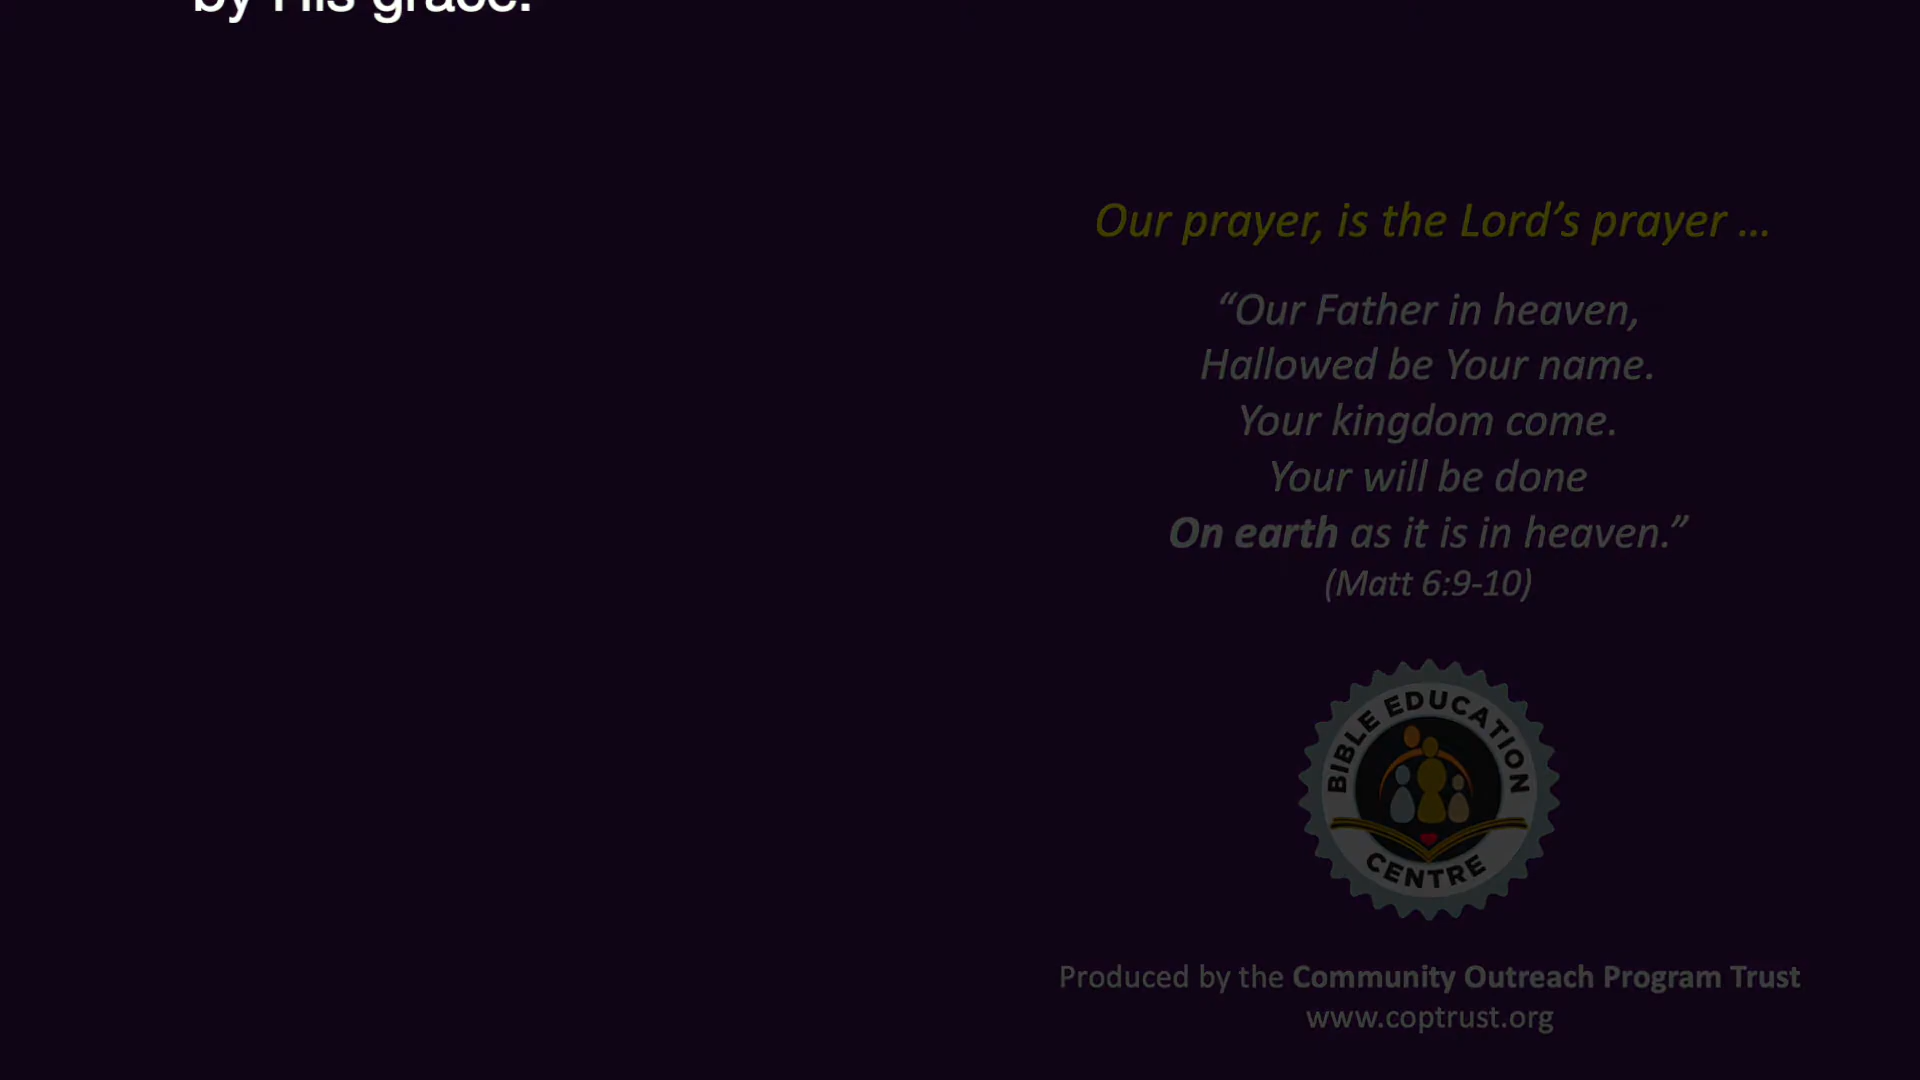 by His grace.
Our prayer, is the Lord’s prayer ...
“Our Father in heaven,
Hallowed be Your name.
Your kingdom come.
Your will be done
On earth as it is in heaven.”
(Matt 6:9-10)
BIBLE EDUCATION
CENTRE
Produced by the Community Outreach Program Trust
www.coptrust.org